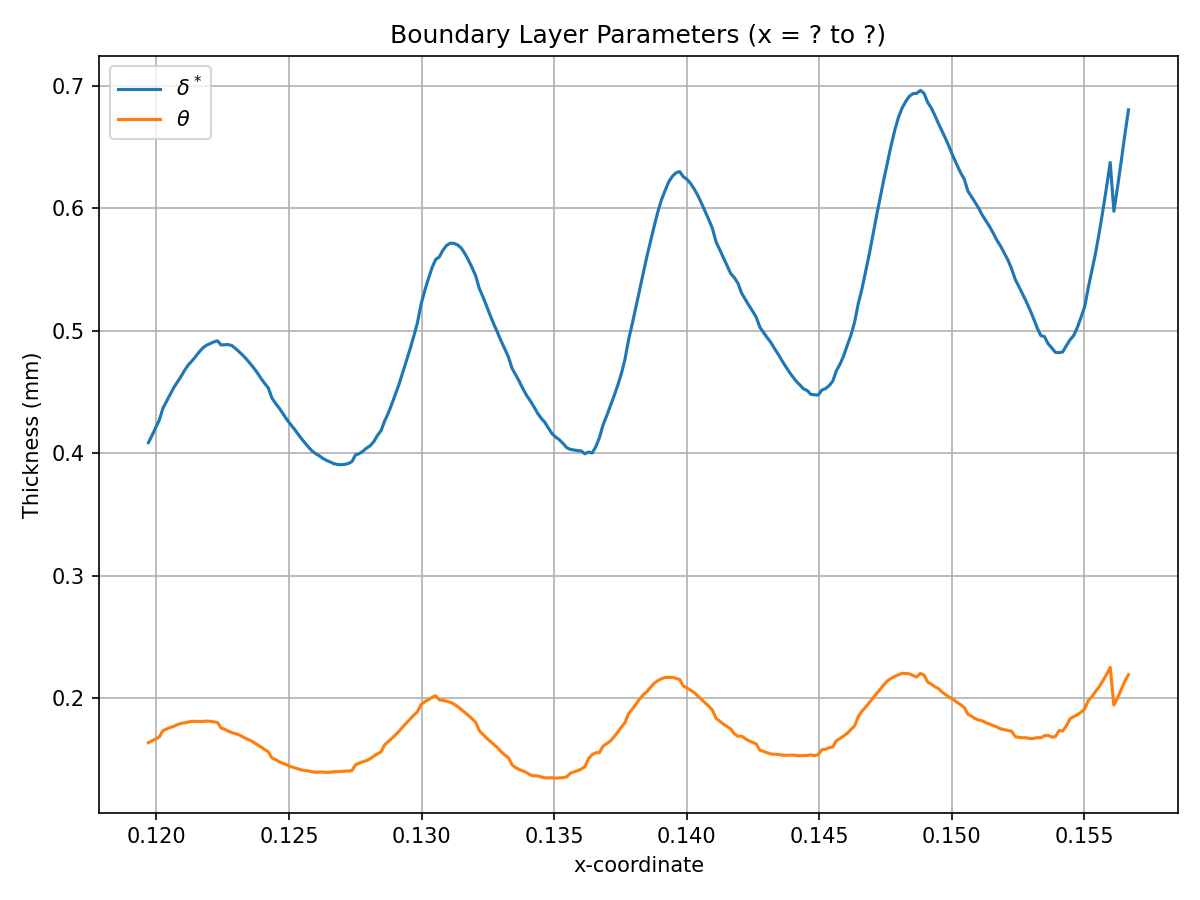 Boundary Layer Parameters (x = ? to ?)
δ*
θ
Thickness (mm)
0.7
0.6
0.5
0.4
0.3
0.2
0.120 0.125 0.130 0.135 0.140 0.145 0.150 0.155
x-coordinate